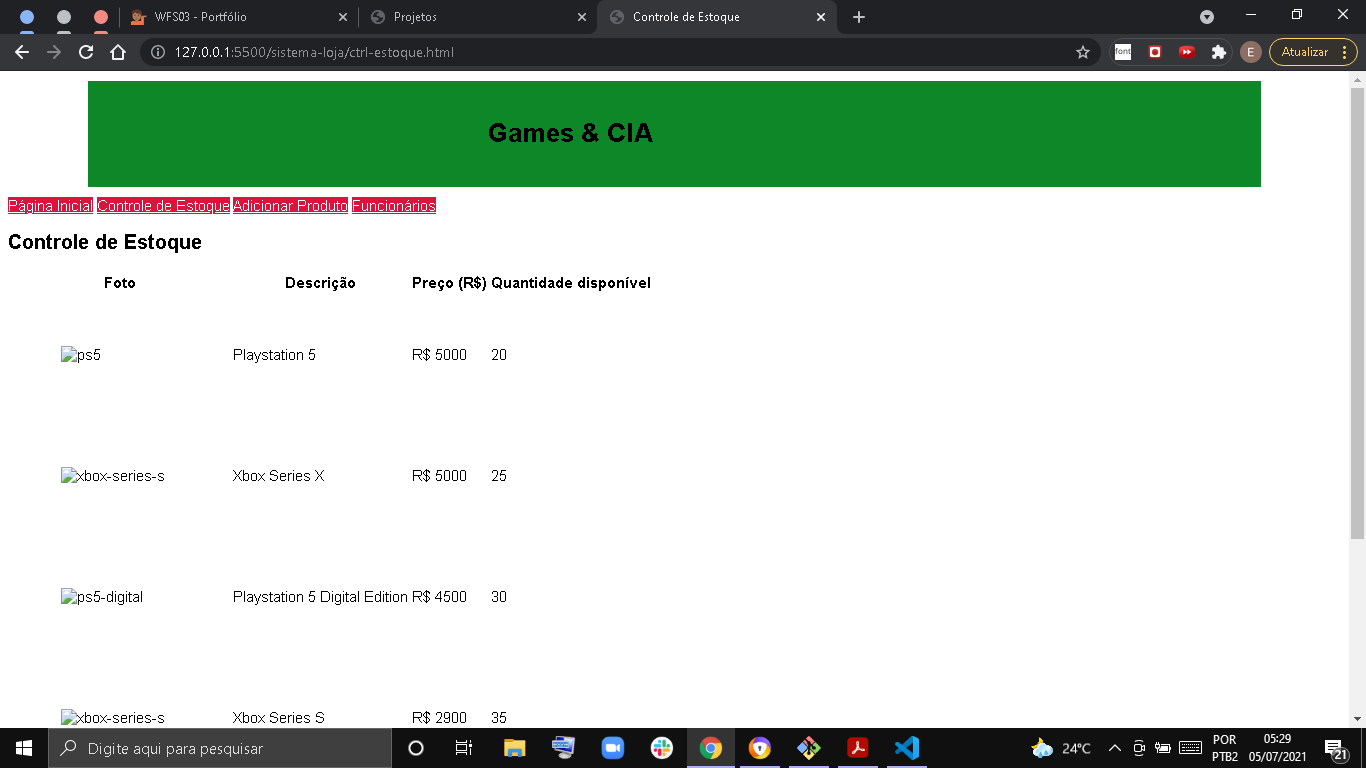 WFS03 - Portfólio
Projetos
Controle de Estoque
127.0.0.1:5500/sistema-loja/ctrl-estoque.html
font
E
Atualizar
Games & CIA
Página Inicial Controle de Estoque Adicionar Produto Funcionários
Controle de Estoque
Foto Descrição Preço (R$) Quantidade disponível
ps5 Playstation 5 R$ 5000 20
xbox-series-s Xbox Series X R$ 5000 25
ps5-digital Playstation 5 Digital Edition R$ 4500 30
xbox-series-s Xbox Series S R$ 2900 35
Digite aqui para pesquisar
24°C
POR
PTB2
05:29
05/07/2021
21